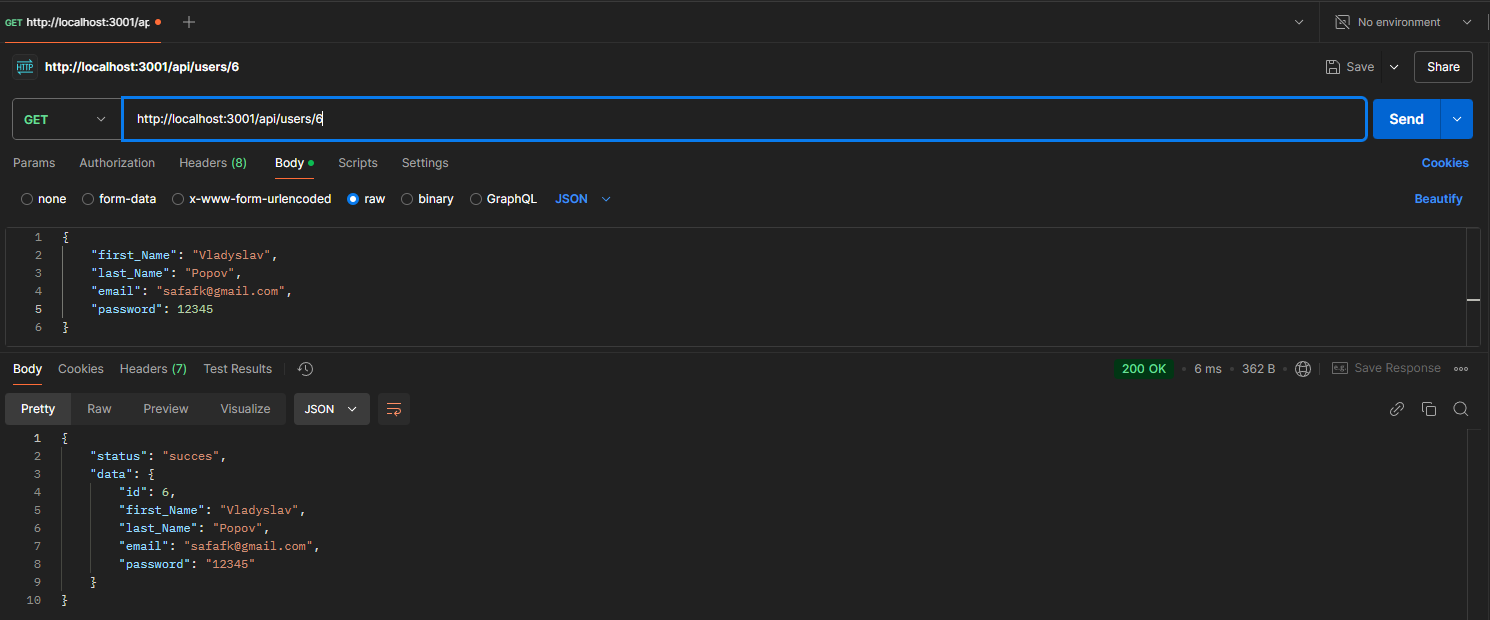 GET http://localhost:3001/ap
No environment
HTTP http://localhost:3001/api/users/6
Save
Share
GET
http://localhost:3001/api/users/6
Send
Params Authorization Headers (8) Body Scripts Settings
Cookies
none form-data x-www-form-urlencoded raw binary GraphQL JSON
Beautify
1 {
2 "first_Name": "Vladyslav",
3 "last_Name": "Popov",
4 "email": "safafk@gmail.com",
5 "password": 12345
6 }
Body Cookies Headers (7) Test Results
200 OK 6 ms 362 B e.g. Save Response
Pretty Raw Preview Visualize JSON
1 {
2 "status": "succes",
3 "data": {
4 "id": 6,
5 "first_Name": "Vladyslav",
6 "last_Name": "Popov",
7 "email": "safafk@gmail.com",
8 "password": "12345"
9 }
10 }